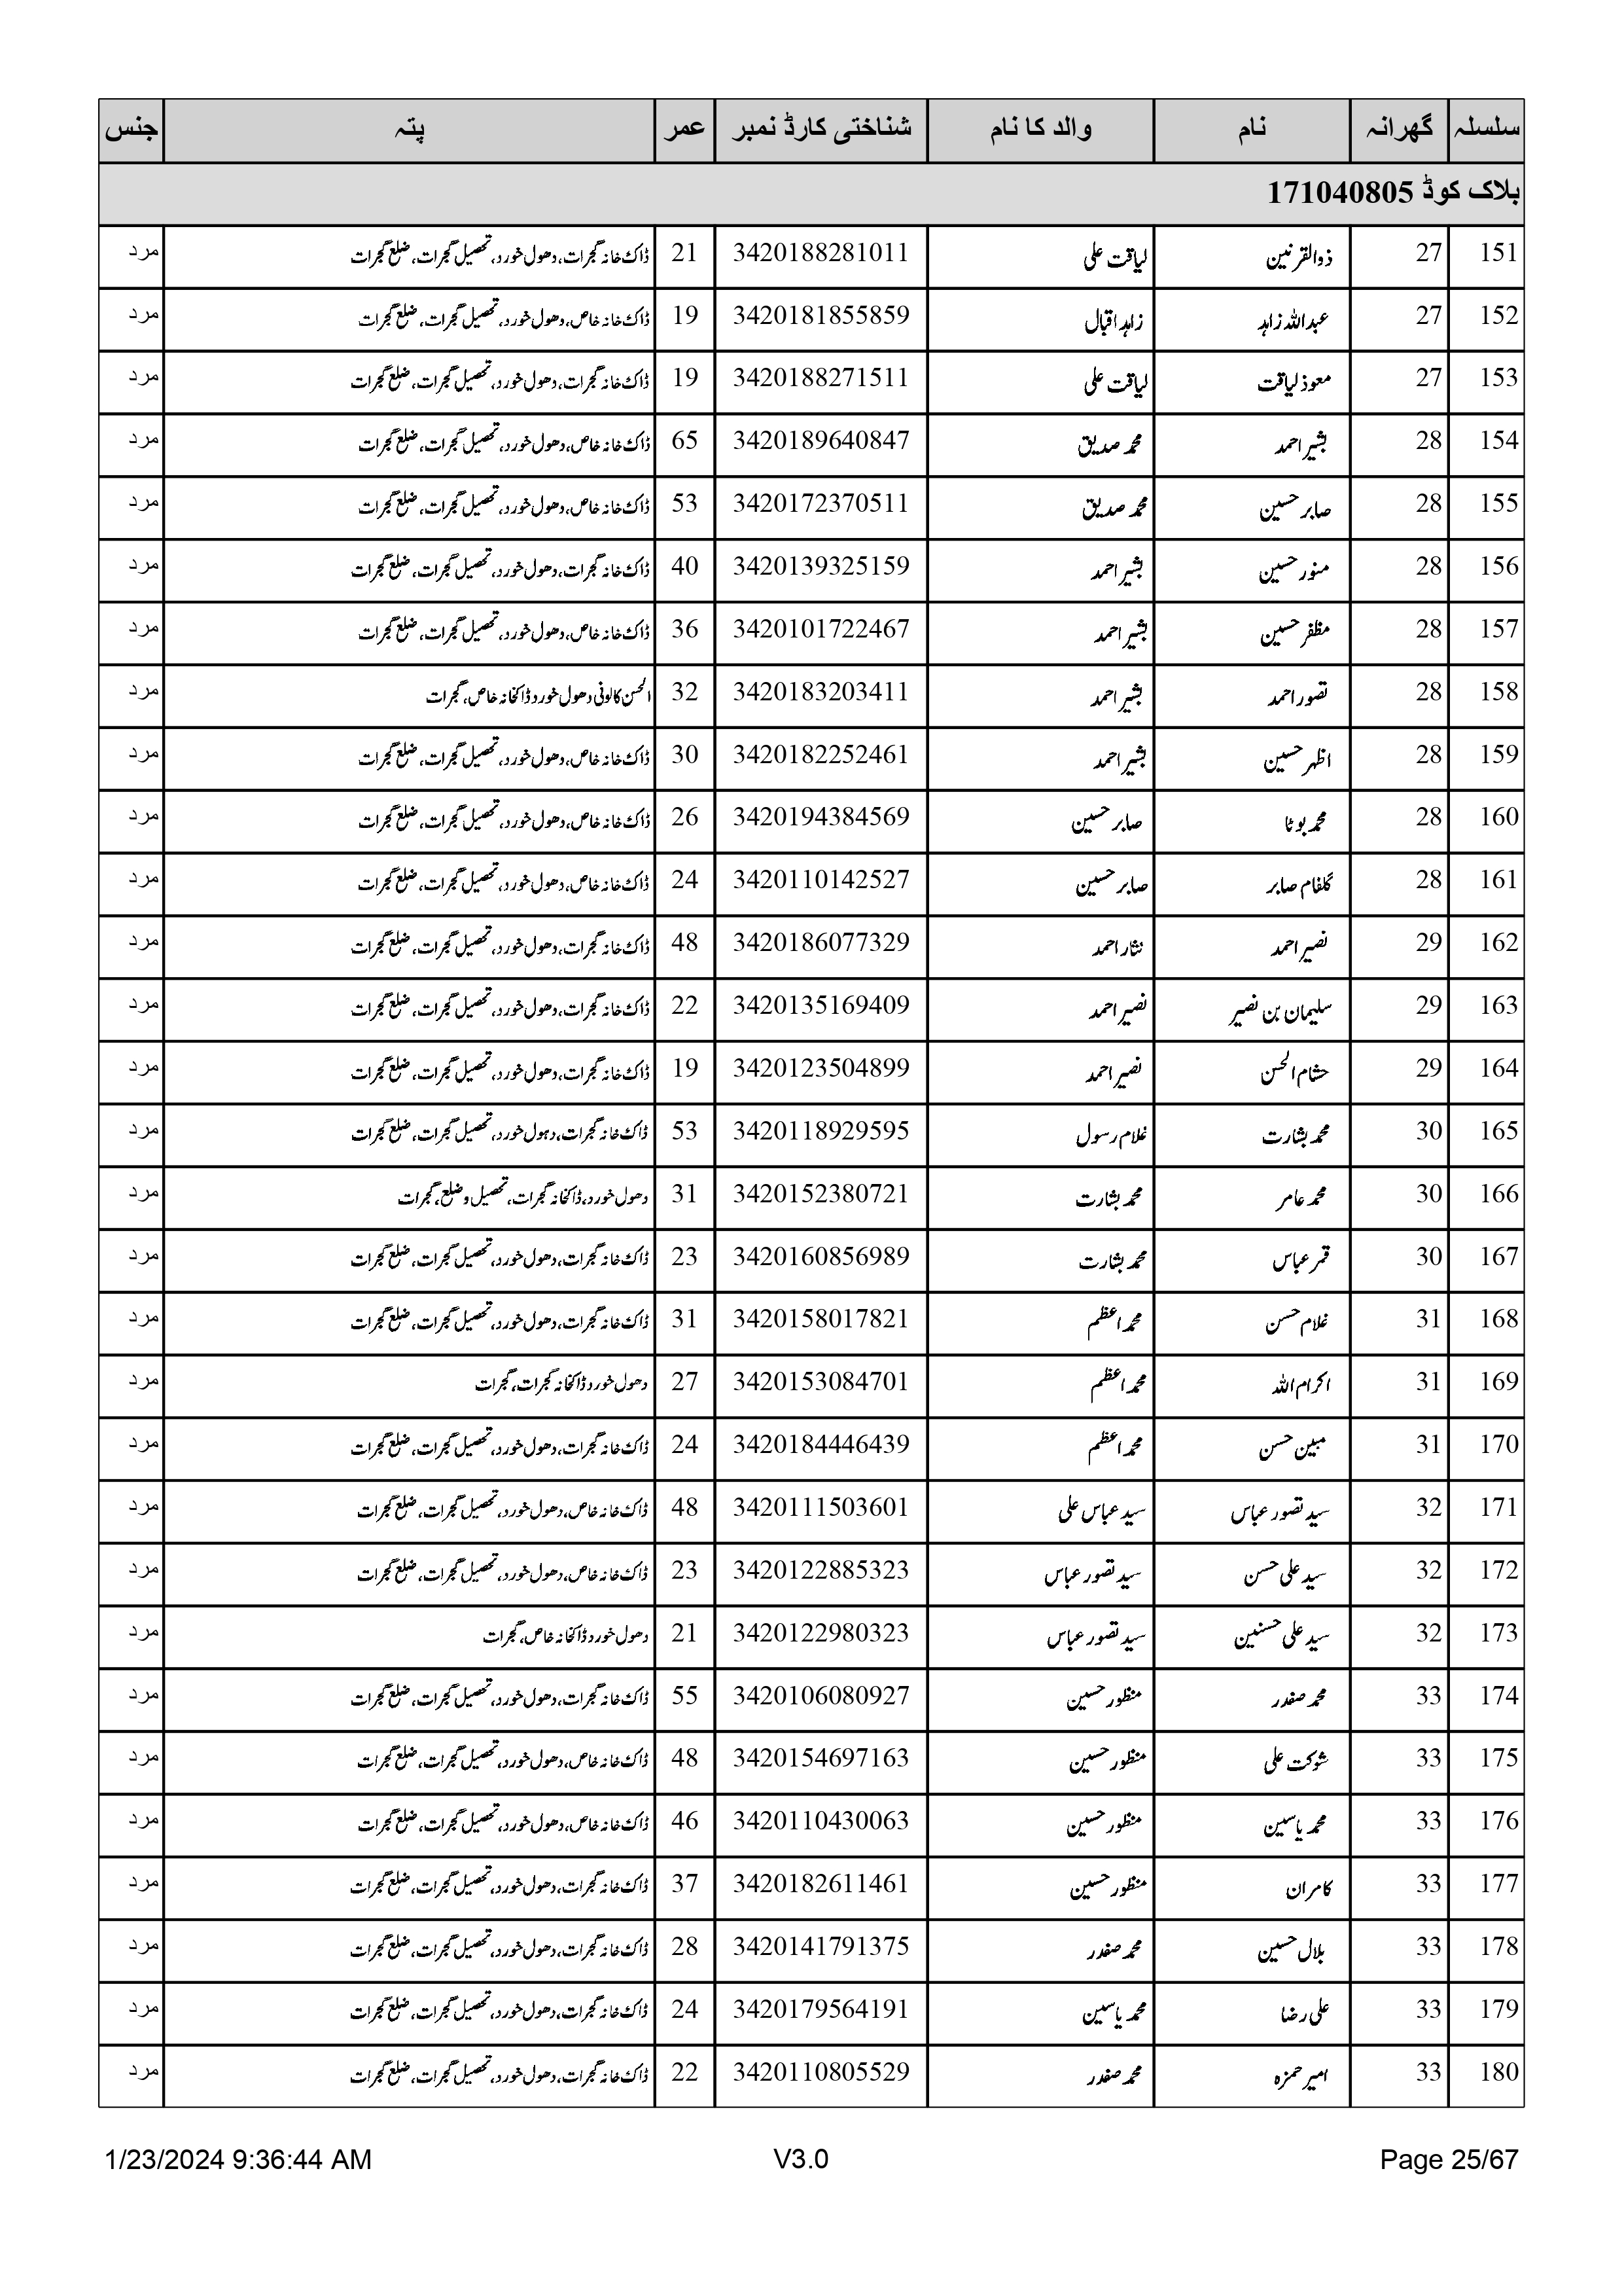 سلسلہ گھرانہ نام والد کا نام شناختی کارڈ نمبر عمر پتہ جنس
بلاک کوڈ 171040805
151 27 ذوالقرنین لیاقت علی 3420188281011 21 ڈاک خانہ گجرات، دھول خورد، تحصیل گجرات، ضلع گجرات مرد
152 27 عبداللہ زاہد زاہد اقبال 3420181855859 19 ڈاک خانہ خاص، دھول خورد، تحصیل گجرات، ضلع گجرات مرد
153 27 معوذ لیاقت لیاقت علی 3420188271511 19 ڈاک خانہ گجرات، دھول خورد، تحصیل گجرات، ضلع گجرات مرد
154 28 بشیر احمد محمد صدیق 3420189640847 65 ڈاک خانہ خاص، دھول خورد، تحصیل گجرات، ضلع گجرات مرد
155 28 صابر حسین محمد صدیق 3420172370511 53 ڈاک خانہ خاص، دھول خورد، تحصیل گجرات، ضلع گجرات مرد
156 28 منور حسین بشیر احمد 3420139325159 40 ڈاک خانہ گجرات، دھول خورد، تحصیل گجرات، ضلع گجرات مرد
157 28 مظفر حسین بشیر احمد 3420101722467 36 ڈاک خانہ خاص، دھول خورد، تحصیل گجرات، ضلع گجرات مرد
158 28 تصور احمد بشیر احمد 3420183203411 32 الحسن کالونی دھول خورد ڈاکخانہ خاص، گجرات مرد
159 28 اظہر حسین بشیر احمد 3420182252461 30 ڈاک خانہ خاص، دھول خورد، تحصیل گجرات، ضلع گجرات مرد
160 28 محمد بوٹا صابر حسین 3420194384569 26 ڈاک خانہ خاص، دھول خورد، تحصیل گجرات، ضلع گجرات مرد
161 28 گلفام صابر صابر حسین 3420110142527 24 ڈاک خانہ خاص، دھول خورد، تحصیل گجرات، ضلع گجرات مرد
162 29 نصیر احمد نثار احمد 3420186077329 48 ڈاک خانہ گجرات، دھول خورد، تحصیل گجرات، ضلع گجرات مرد
163 29 سلیمان بن نصیر نصیر احمد 3420135169409 22 ڈاک خانہ گجرات، دھول خورد، تحصیل گجرات، ضلع گجرات مرد
164 29 حشام الحسن نصیر احمد 3420123504899 19 ڈاک خانہ گجرات، دھول خورد، تحصیل گجرات، ضلع گجرات مرد
165 30 محمد بشارت غلام رسول 3420118929595 53 ڈاک خانہ گجرات، دہول خورد، تحصیل گجرات، ضلع گجرات مرد
166 30 محمد عامر محمد بشارت 3420152380721 31 دھول خورد، ڈاکخانہ گجرات، تحصیل و ضلع، گجرات مرد
167 30 قمر عباس محمد بشارت 3420160856989 23 ڈاک خانہ گجرات، دھول خورد، تحصیل گجرات، ضلع گجرات مرد
168 31 غلام حسن محمد اعظم 3420158017821 31 ڈاک خانہ گجرات، دھول خورد، تحصیل گجرات، ضلع گجرات مرد
169 31 اکرام اللہ محمد اعظم 3420153084701 27 دھول خورد ڈاکخانہ گجرات، گجرات مرد
170 31 مبین حسن محمد اعظم 3420184446439 24 ڈاک خانہ گجرات، دھول خورد، تحصیل گجرات، ضلع گجرات مرد
171 32 سید تصور عباس سید عباس علی 3420111503601 48 ڈاک خانہ خاص، دھول خورد، تحصیل گجرات، ضلع گجرات مرد
172 32 سید علی حسن سید تصور عباس 3420122885323 23 ڈاک خانہ خاص، دھول خورد، تحصیل گجرات، ضلع گجرات مرد
173 32 سید علی حسنین سید تصور عباس 3420122980323 21 دھول خورد ڈاکخانہ خاص، گجرات مرد
174 33 محمد صفدر منظور حسین 3420106080927 55 ڈاک خانہ گجرات، دھول خورد، تحصیل گجرات، ضلع گجرات مرد
175 33 شوکت علی منظور حسین 3420154697163 48 ڈاک خانہ خاص، دھول خورد، تحصیل گجرات، ضلع گجرات مرد
176 33 محمد یاسین منظور حسین 3420110430063 46 ڈاک خانہ خاص، دھول خورد، تحصیل گجرات، ضلع گجرات مرد
177 33 کامران منظور حسین 3420182611461 37 ڈاک خانہ گجرات، دھول خورد، تحصیل گجرات، ضلع گجرات مرد
178 33 بلال حسین محمد صفدر 3420141791375 28 ڈاک خانہ گجرات، دھول خورد، تحصیل گجرات، ضلع گجرات مرد
179 33 علی رضا محمد یاسین 3420179564191 24 ڈاک خانہ گجرات، دھول خورد، تحصیل گجرات، ضلع گجرات مرد
180 33 امیر حمزہ محمد صفدر 3420110805529 22 ڈاک خانہ گجرات، دھول خورد، تحصیل گجرات، ضلع گجرات مرد
1/23/2024 9:36:44 AM V3.0 Page 25/67